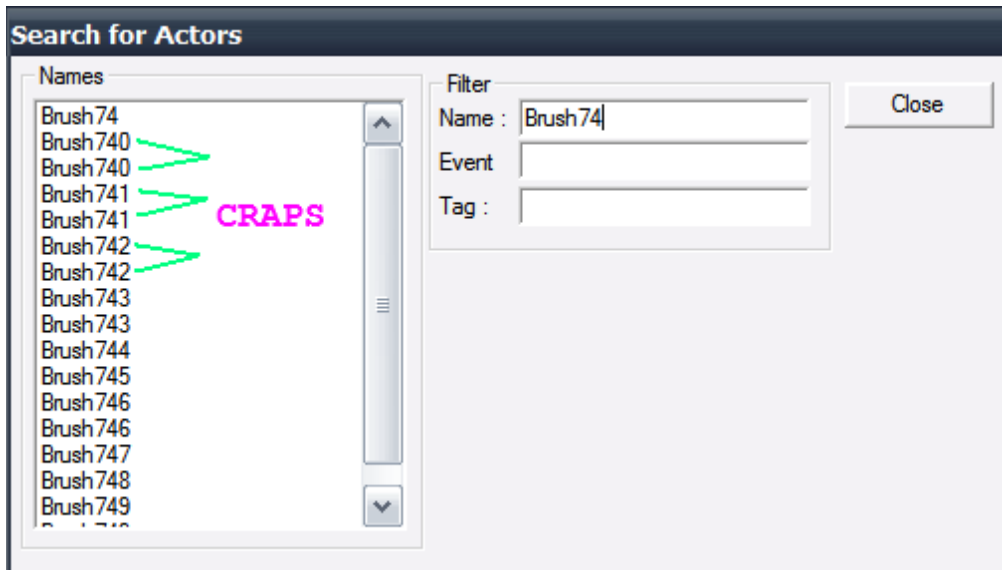 Search for Actors
Names
Brush74
Brush740
Brush740
Brush741
Brush741
Brush742
Brush742
Brush743
Brush743
Brush744
Brush745
Brush746
Brush746
Brush747
Brush748
Brush749
CRAPS
Filter
Name : Brush74
Event
Tag :
Close